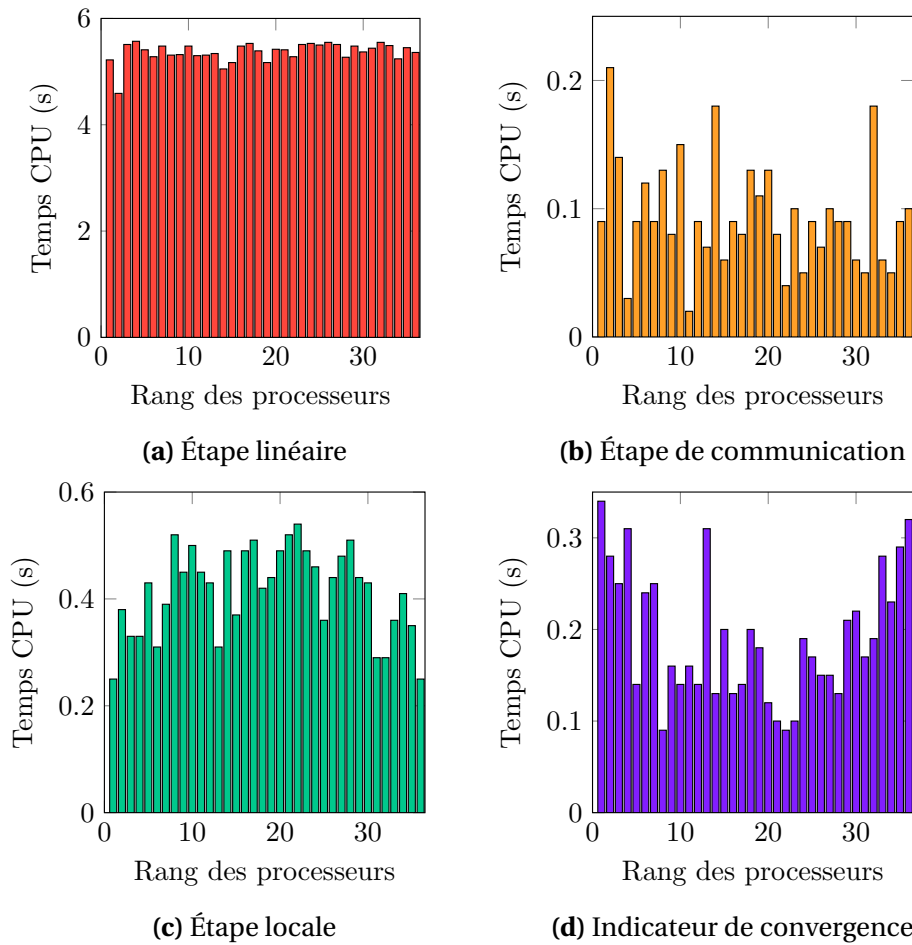 6
4
2
0
0 10 20 30
Temps CPU (s)
Rang des processeurs
(a) Étape linéaire
0.2
0.1
0
0 10 20 30
Temps CPU (s)
Rang des processeurs
(b) Étape de communication
0.6
0.4
0.2
0
0 10 20 30
Temps CPU (s)
Rang des processeurs
(c) Étape locale
0.3
0.2
0.1
0
0 10 20 30
Temps CPU (s)
Rang des processeurs
(d) Indicateur de convergence